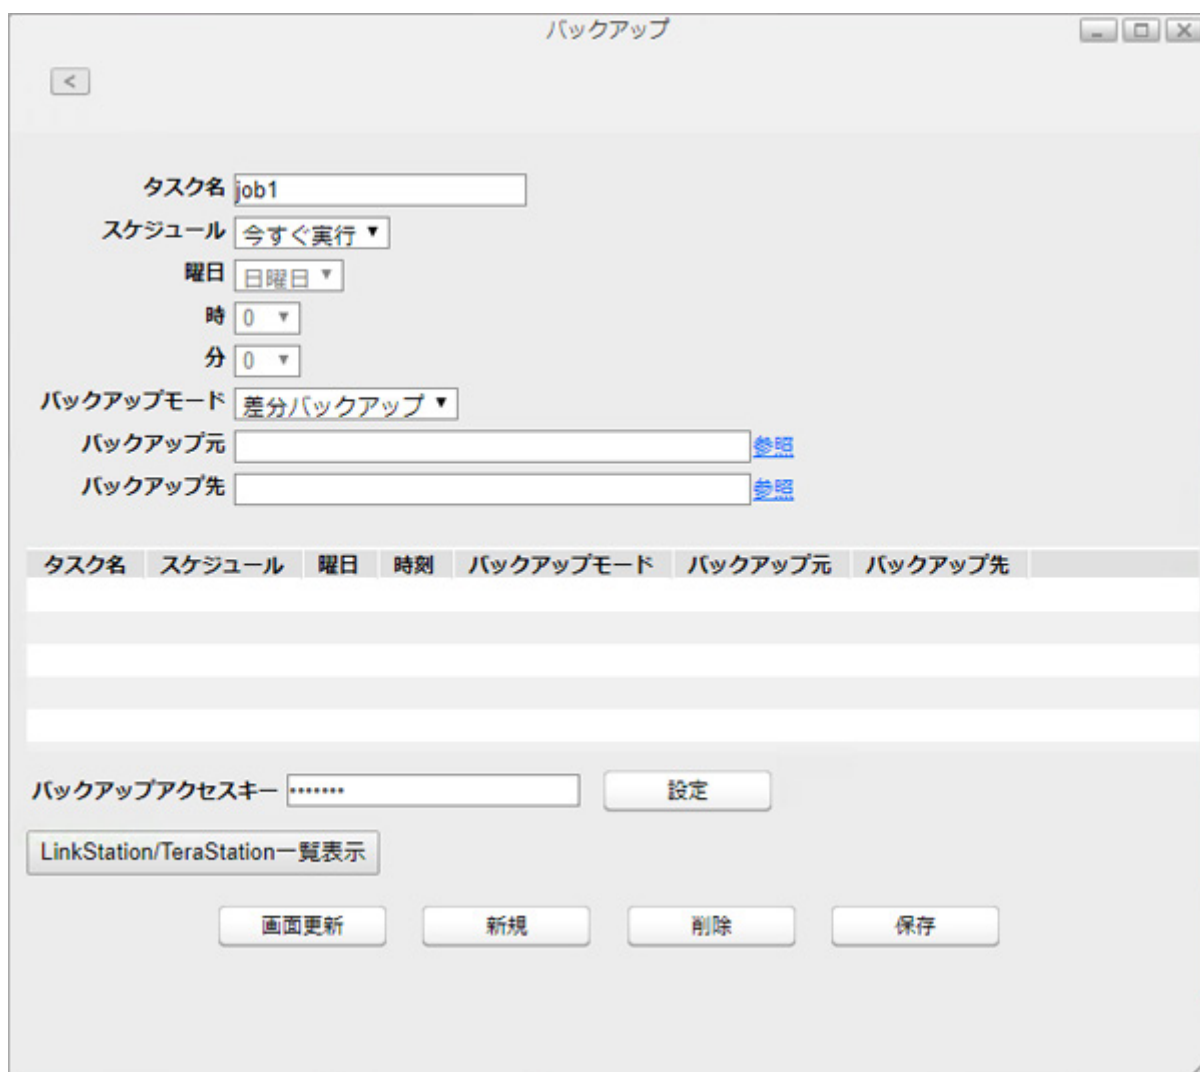 バックアップ
<
タスク名 job1
スケジュール 今すぐ実行
曜日 日曜日
時 0
分 0
バックアップモード 差分バックアップ
バックアップ元 参照
バックアップ先 参照
タスク名 スケジュール 曜日 時刻 バックアップモード バックアップ元 バックアップ先
バックアップアクセスキー ••••••• 設定
LinkStation/TeraStation一覧表示
画面更新 新規 削除 保存